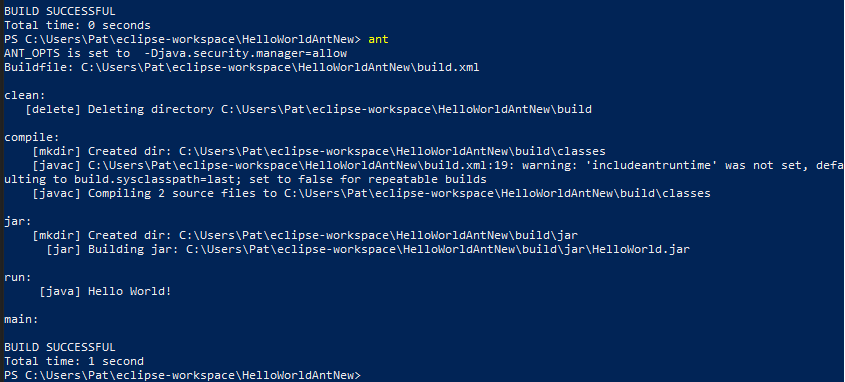 BUILD SUCCESSFUL
Total time: 0 seconds
PS C:\Users\Pat\eclipse-workspace\HelloWorldAntNew> ant
ANT_OPTS is set to  -Djava.security.manager=allow
Buildfile: C:\Users\Pat\eclipse-workspace\HelloWorldAntNew\build.xml

clean:
   [delete] Deleting directory C:\Users\Pat\eclipse-workspace\HelloWorldAntNew\build

compile:
    [mkdir] Created dir: C:\Users\Pat\eclipse-workspace\HelloWorldAntNew\build\classes
    [javac] C:\Users\Pat\eclipse-workspace\HelloWorldAntNew\build.xml:19: warning: 'includeantruntime' was not set, defa
ulting to build.sysclasspath=last; set to false for repeatable builds
    [javac] Compiling 2 source files to C:\Users\Pat\eclipse-workspace\HelloWorldAntNew\build\classes

jar:
    [mkdir] Created dir: C:\Users\Pat\eclipse-workspace\HelloWorldAntNew\build\jar
      [jar] Building jar: C:\Users\Pat\eclipse-workspace\HelloWorldAntNew\build\jar\HelloWorld.jar

run:
     [java] Hello World!

main:

BUILD SUCCESSFUL
Total time: 1 second
PS C:\Users\Pat\eclipse-workspace\HelloWorldAntNew>